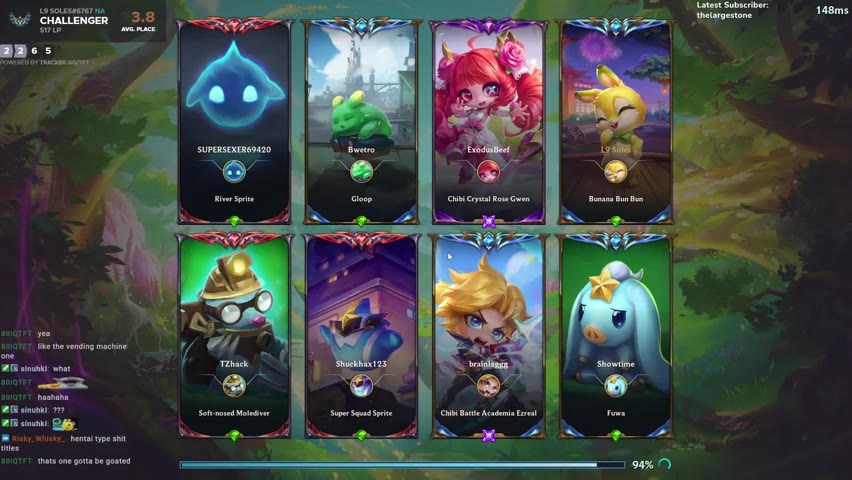 L9 SOLES#6767 NA
CHALLENGER
517 LP
3.8
AVG. PLACE
2 2 6 5
POWERED BY TRACKER.GG/TFT
Latest Subscriber:
thelargestone
148ms
SUPERSEXER69420
River Sprite
Bwetro
Gloop
ExodusBeef
Chibi Crystal Rose Gwen
L9 Soles
Bunana Bun Bun
TZhack
Soft-nosed Molediver
Shuckhax123
Super Squad Sprite
brainlaggg
Chibi Battle Academia Ezreal
Showtime
Fuwa
80IQTFT: yea
80IQTFT: like the vending machine
one
sinuhkl: what
80IQTFT:
80IQTFT: haahaha
sinuhkl: ???
sinuhkl:
Risky_Whisky_: hentai type shit
titles
80IQTFT: thats one gotta be goated
94%